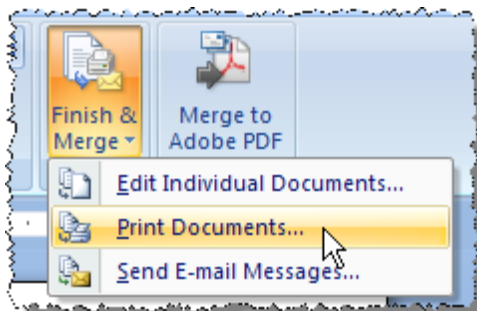 Finish &
Merge
Merge to
Adobe PDF
Edit Individual Documents...
Print Documents...
Send E-mail Messages...